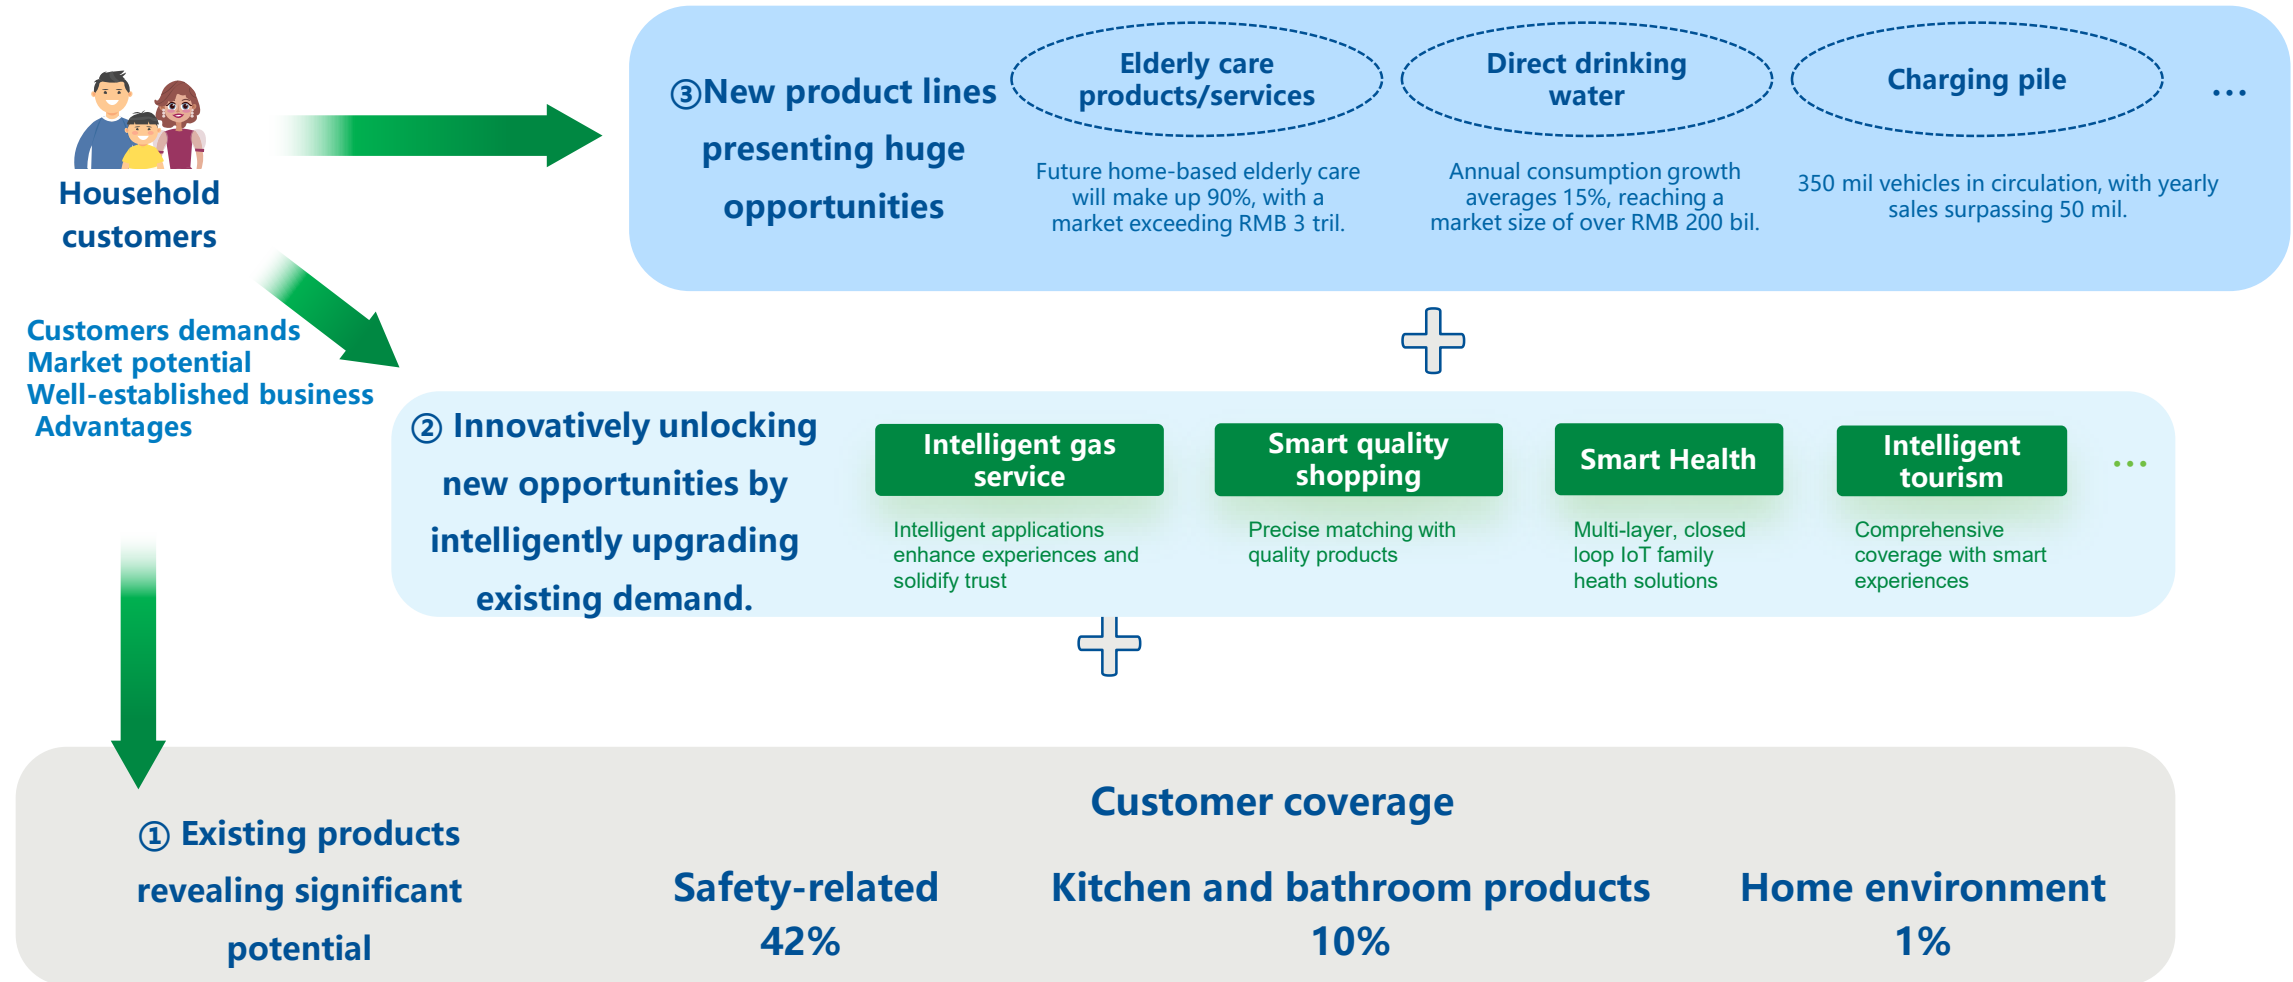 Household
customers
Customers demands
Market potential
Well-established business
Advantages
③New product lines
presenting huge
opportunities
Elderly care
products/services
Future home-based elderly care
will make up 90%, with a
market exceeding RMB 3 tril.
Direct drinking
water
Annual consumption growth
averages 15%, reaching a
market size of over RMB 200 bil.
Charging pile
350 mil vehicles in circulation, with yearly
sales surpassing 50 mil.
...
② Innovatively unlocking
new opportunities by
intelligently upgrading
existing demand.
Intelligent gas
service
Intelligent applications
enhance experiences and
solidify trust
Smart quality
shopping
Precise matching with
quality products
Smart Health
Multi-layer, closed
loop IoT family
heath solutions
Intelligent
tourism
Comprehensive
coverage with smart
experiences
...
① Existing products
revealing significant
potential
Customer coverage
Safety-related
42%
Kitchen and bathroom products
10%
Home environment
1%